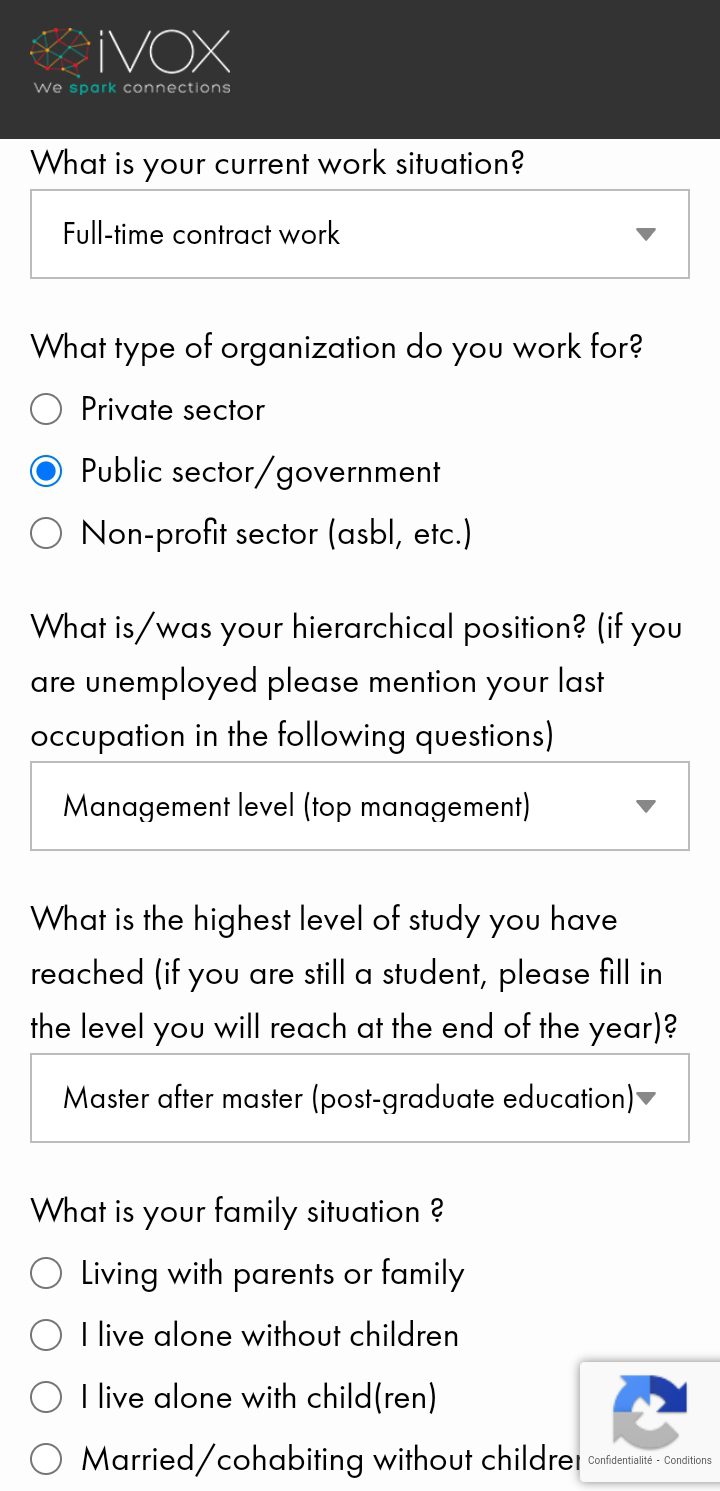 iVOX
We spark connections
What is your current work situation?
Full-time contract work
What type of organization do you work for?
Private sector
Public sector/government
Non-profit sector (asbl, etc.)
What is/was your hierarchical position? (if you
are unemployed please mention your last
occupation in the following questions)
Management level (top management)
What is the highest level of study you have
reached (if you are still a student, please fill in
the level you will reach at the end of the year)?
Master after master (post-graduate education)
What is your family situation ?
Living with parents or family
I live alone without children
I live alone with child(ren)
Married/cohabiting without children
Confidentialité - Conditions